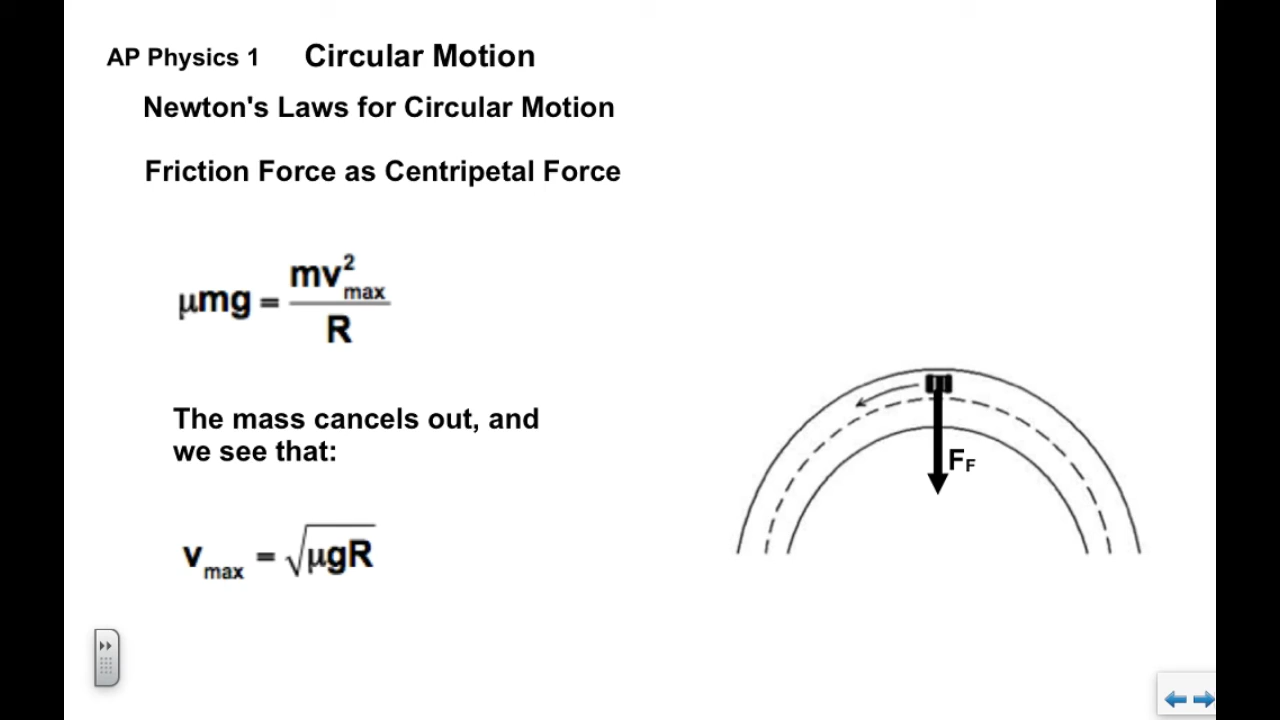 AP Physics 1 Circular Motion
Newton's Laws for Circular Motion
Friction Force as Centripetal Force
μmg = mv²max / R
The mass cancels out, and
we see that:
vmax = √μgR
FF